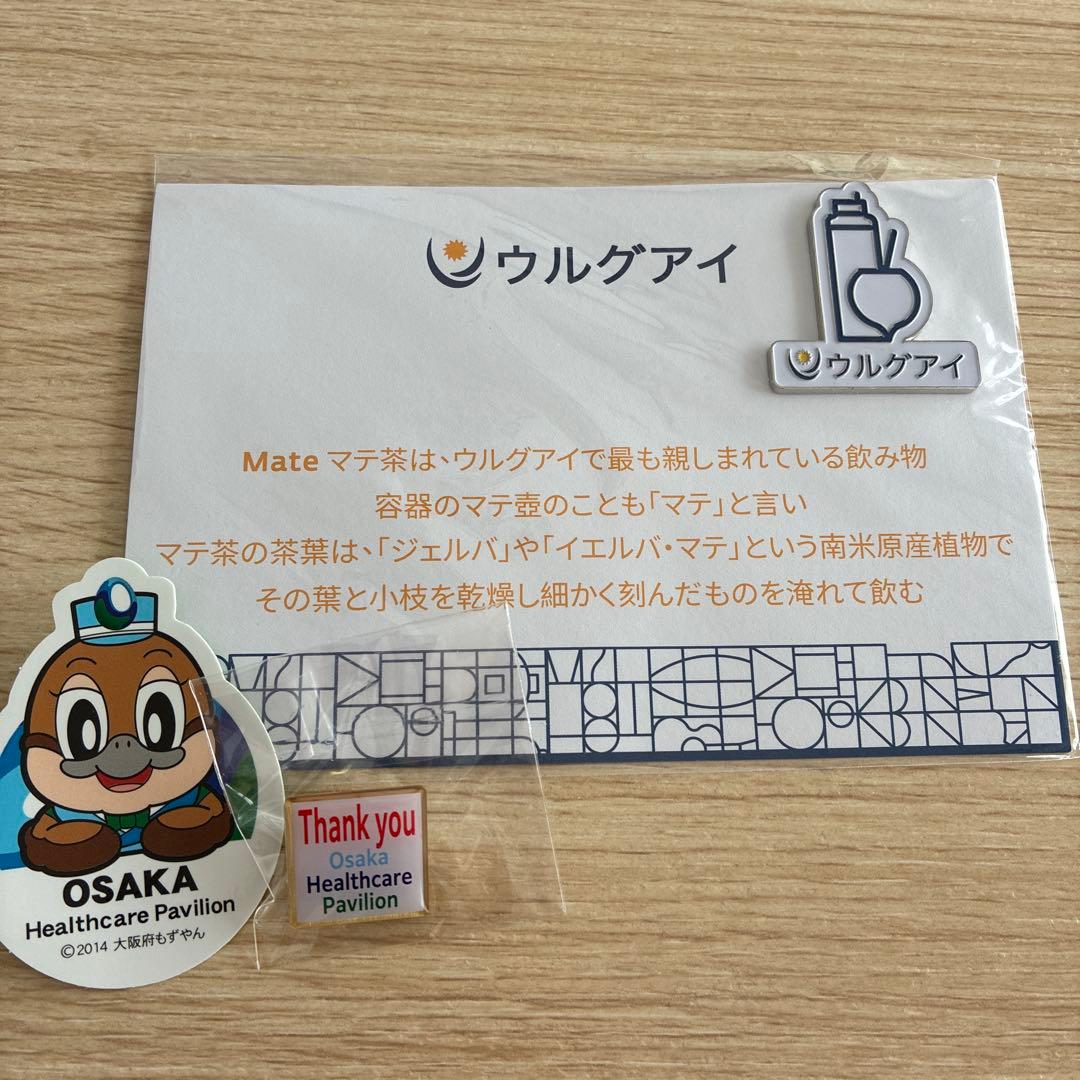 ウルグアイ
ウルグアイ
Mate マテ茶は、ウルグアイで最も親しまれている飲み物
容器のマテ壺のことも「マテ」と言い
マテ茶の茶葉は、「ジェルバ」や「イエルバ・マテ」という南米原産植物で
その葉と小枝を乾燥し細かく刻んだものを淹れて飲む
Thank you
Osaka
Healthcare
Pavilion
OSAKA
Healthcare Pavilion
©2014 大阪府もずやん